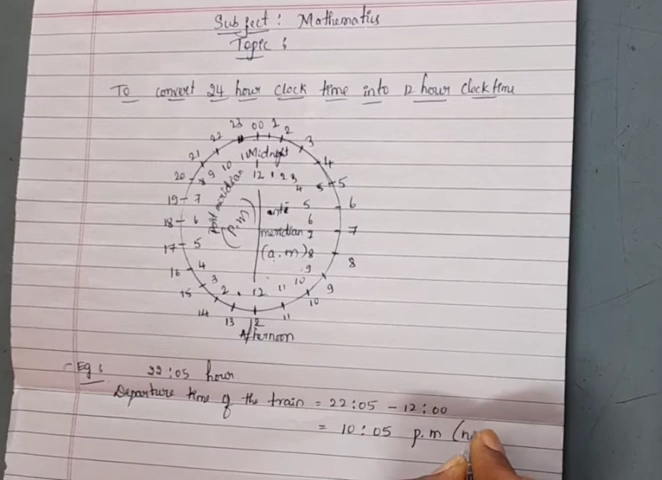 Subject : Mathematics
Topic :
To convert 24 hour clock time into 12 hour clock time
23 00 1 2 3 4 5 6 7 8 9 10 11 12 13 14 15 16 17 18 19 20 21 22
Midnight
12 1 2 3 4 5 6 7 8 9 10 11 12
2 3 4 5 6 7 8 9 10
Post meridian
(p.m)
ante
meridian
(a.m)
Afternoon
Eg : 22:05 hour
Departure time of the train = 22:05 - 12:00
= 10:05 p.m